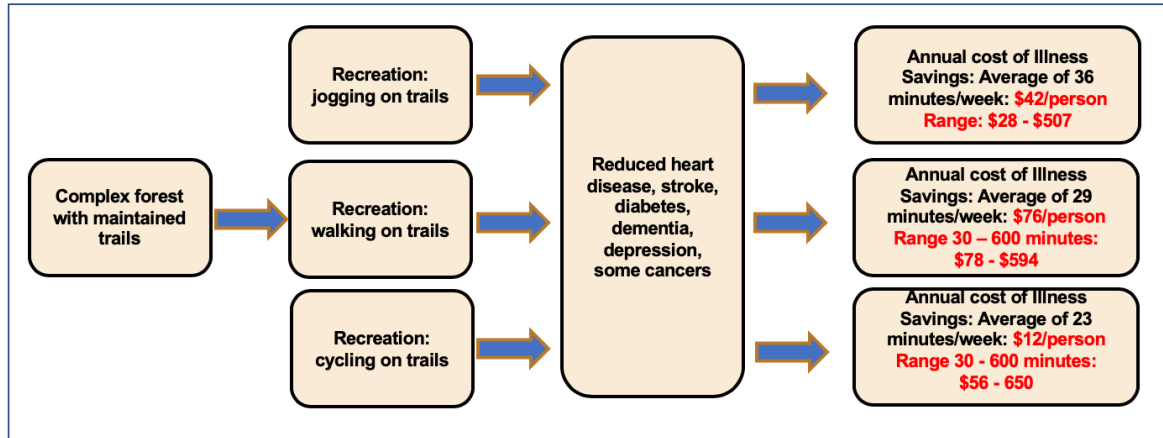 Complex forest
with maintained
trails
Recreation:
jogging on trails
Recreation:
walking on trails
Recreation:
cycling on trails
Reduced heart
disease, stroke,
diabetes,
dementia,
depression,
some cancers
Annual cost of Illness
Savings: Average of 36
minutes/week: $42/person
Range: $28 - $507
Annual cost of Illness
Savings: Average of 29
minutes/week: $76/person
Range 30 – 600 minutes:
$78 - $594
Annual cost of Illness
Savings: Average of 23
minutes/week: $12/person
Range 30 - 600 minutes:
$56 - 650